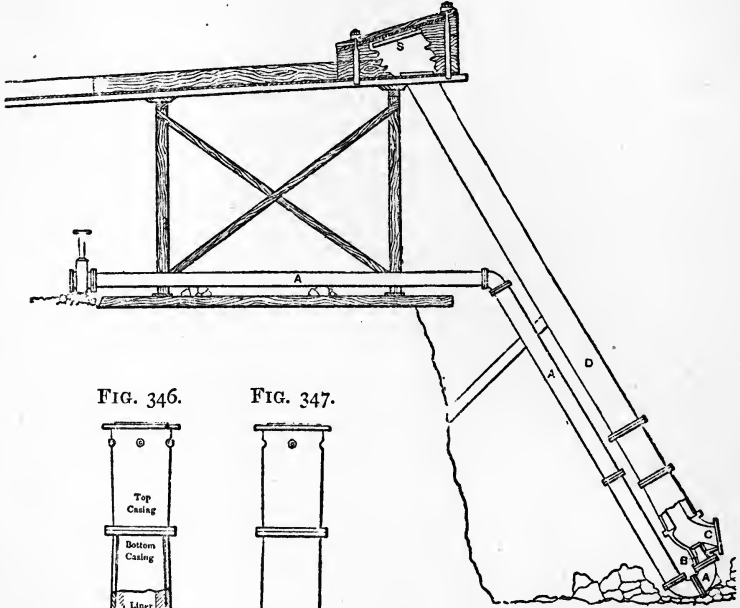 S
A
A
D
C
B
A
FIG. 346.
FIG. 347.
Top
Casing
Bottom
Casing
Liner